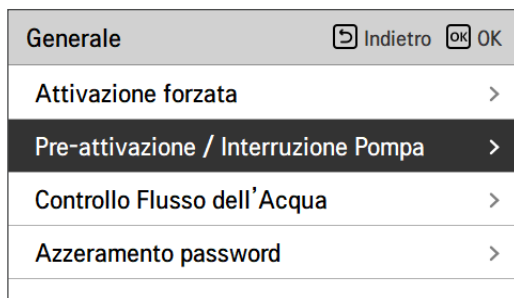 Generale Indietro OK OK
Attivazione forzata >
Pre-attivazione / Interruzione Pompa >
Controllo Flusso dell'Acqua >
Azzeramento password >